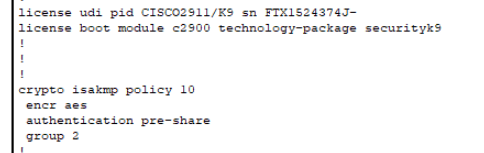 license udi pid CISCO2911/K9 sn FTX1524374J-
license boot module c2900 technology-package securityk9
!
!
!
crypto isakmp policy 10
 encr aes
 authentication pre-share
 group 2
!